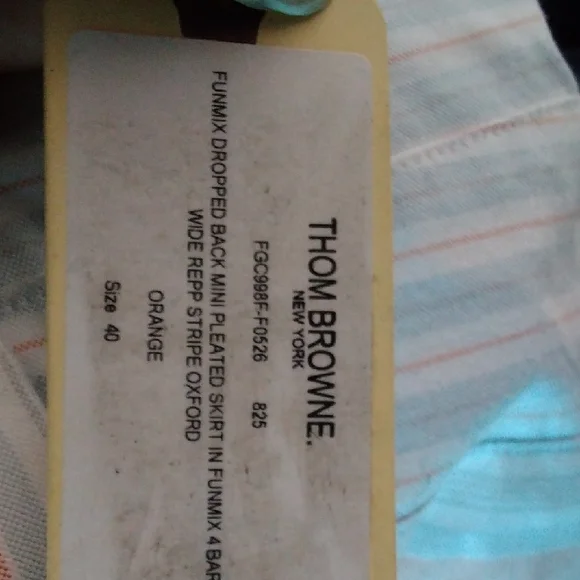 THOM BROWNE.
NEW YORK
FGC998F-F0526 825
FUNMIX DROPPED BACK MINI PLEATED SKIRT IN FUNMIX 4 BAR
WIDE REPP STRIPE OXFORD
ORANGE
Size 40